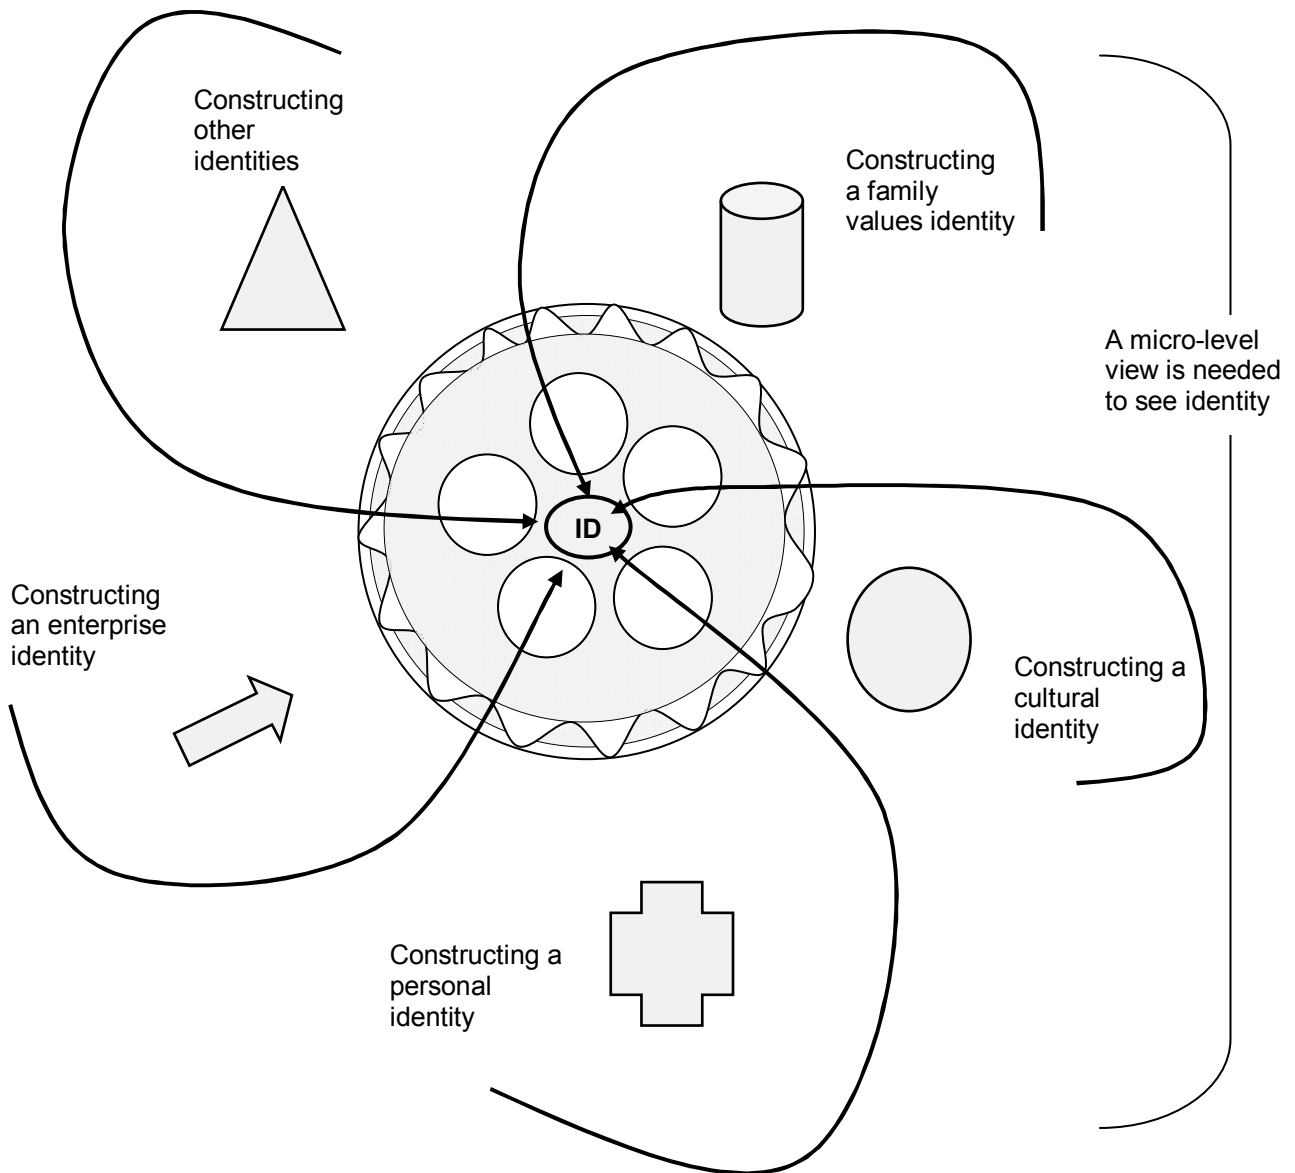 Constructing
other
identities
Constructing
a family
values identity
A micro-level
view is needed
to see identity
ID
Constructing
an enterprise
identity
Constructing a
cultural
identity
Constructing a
personal
identity